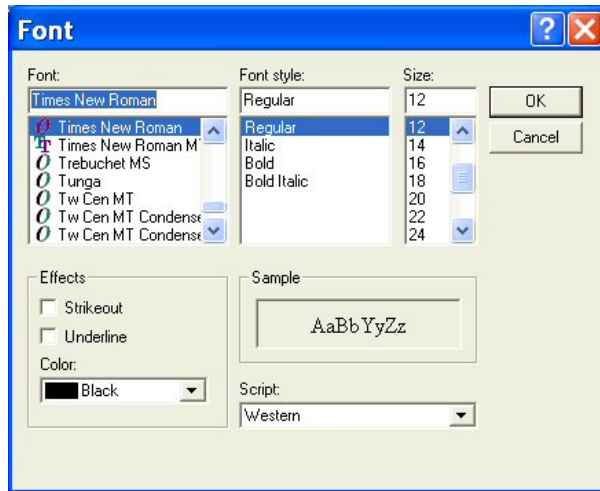 Font
Font:
Times New Roman
Times New Roman
Times New Roman M
Trebuchet MS
Tunga
Tw Cen MT
Tw Cen MT Condense
Tw Cen MT Condense
Font style:
Regular
Regular
Italic
Bold
Bold Italic
Size:
12
12
14
16
18
20
22
24
OK
Cancel
Effects
Strikeout
Underline
Color:
Black
Sample
AaBbYyZz
Script:
Western